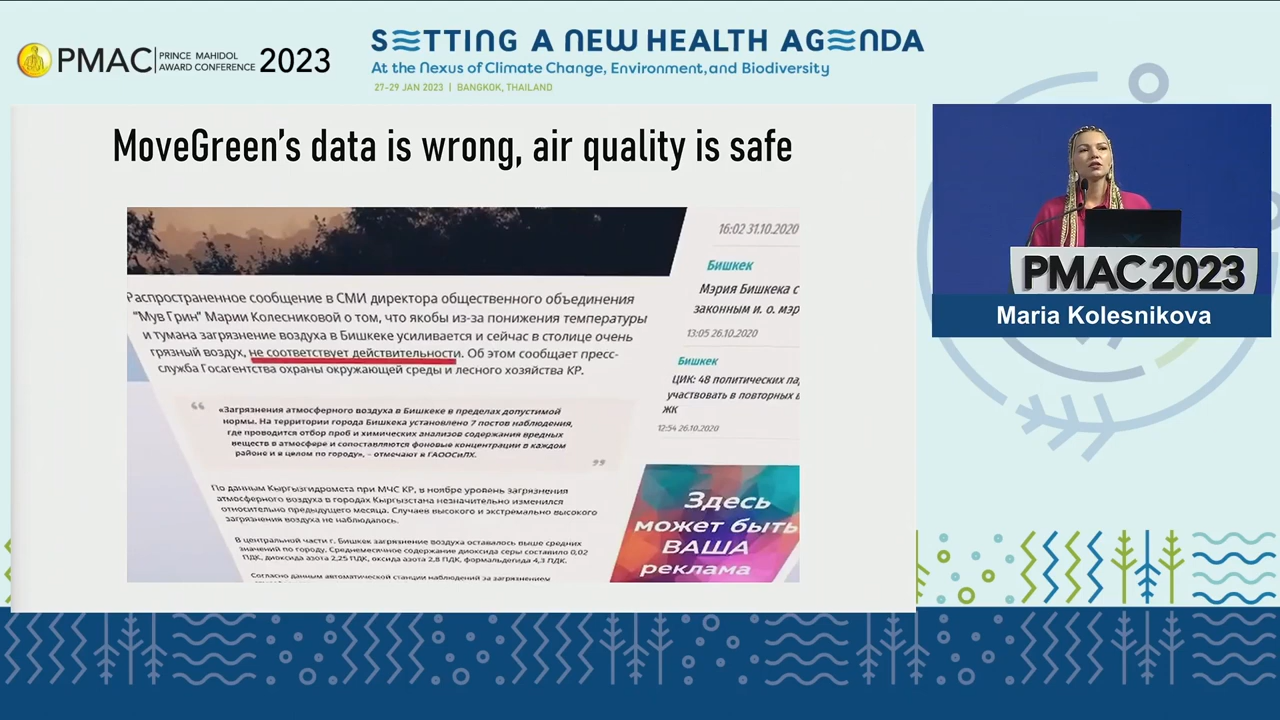 PMAC
PRINCE MAHIDOL
AWARD CONFERENCE
2023
SETTING A NEW HEALTH AGENDA
At the Nexus of Climate Change, Environment, and Biodiversity
27-29 JAN 2023 | BANGKOK, THAILAND
MoveGreen's data is wrong, air quality is safe
Распространенное сообщение в СМИ директора общественного объединения
"Мув Грин" Марии Колесниковой о том, что якобы из-за понижения температуры
и тумана загрязнение воздуха в Бишкеке усиливается и сейчас в столице очень
грязный воздух, не соответствует действительности. Об этом сообщает пресс-
служба Госагентства охраны окружающей среды и лесного хозяйства КР.
«Загрязнения атмосферного воздуха в Бишкеке в пределах допустимой
нормы. На территории города Бишкека установлено 7 постов наблюдения,
где проводится отбор проб и химических анализов содержания вредных
веществ в атмосфере и сопоставляются фоновые концентрации в каждом
районе и в целом по городу», – отмечают в ГАООСиЛХ.
По данным Кыргызгидромета при МЧС КР, в ноябре уровень загрязнения
атмосферного воздуха в городах Кыргызстана незначительно изменился
относительно предыдущего месяца. Случаев высокого и экстремально высокого
загрязнения воздуха не наблюдалось.
В центральной части г. Бишкек загрязнение воздуха оставалось выше средних
значений по городу. Среднемесячное содержание диоксида серы составило 0,02
ПДК, диоксида азота 2,25 ПДК, оксида азота 2,8 ПДК, формальдегида 4,3 ПДК.
Согласно данным автоматической станции наблюдений за загрязнением
16:02 31.10.2020
Бишкек
Мэрия Бишкека с
законным и. о. мэр
13:05 26.10.2020
Бишкек
ЦИК: 48 политических па
участвовать в повторных в
ЖК
12:54 26.10.2020
Здесь
может быть
ВАША
реклама
PMAC 2023
Maria Kolesnikova